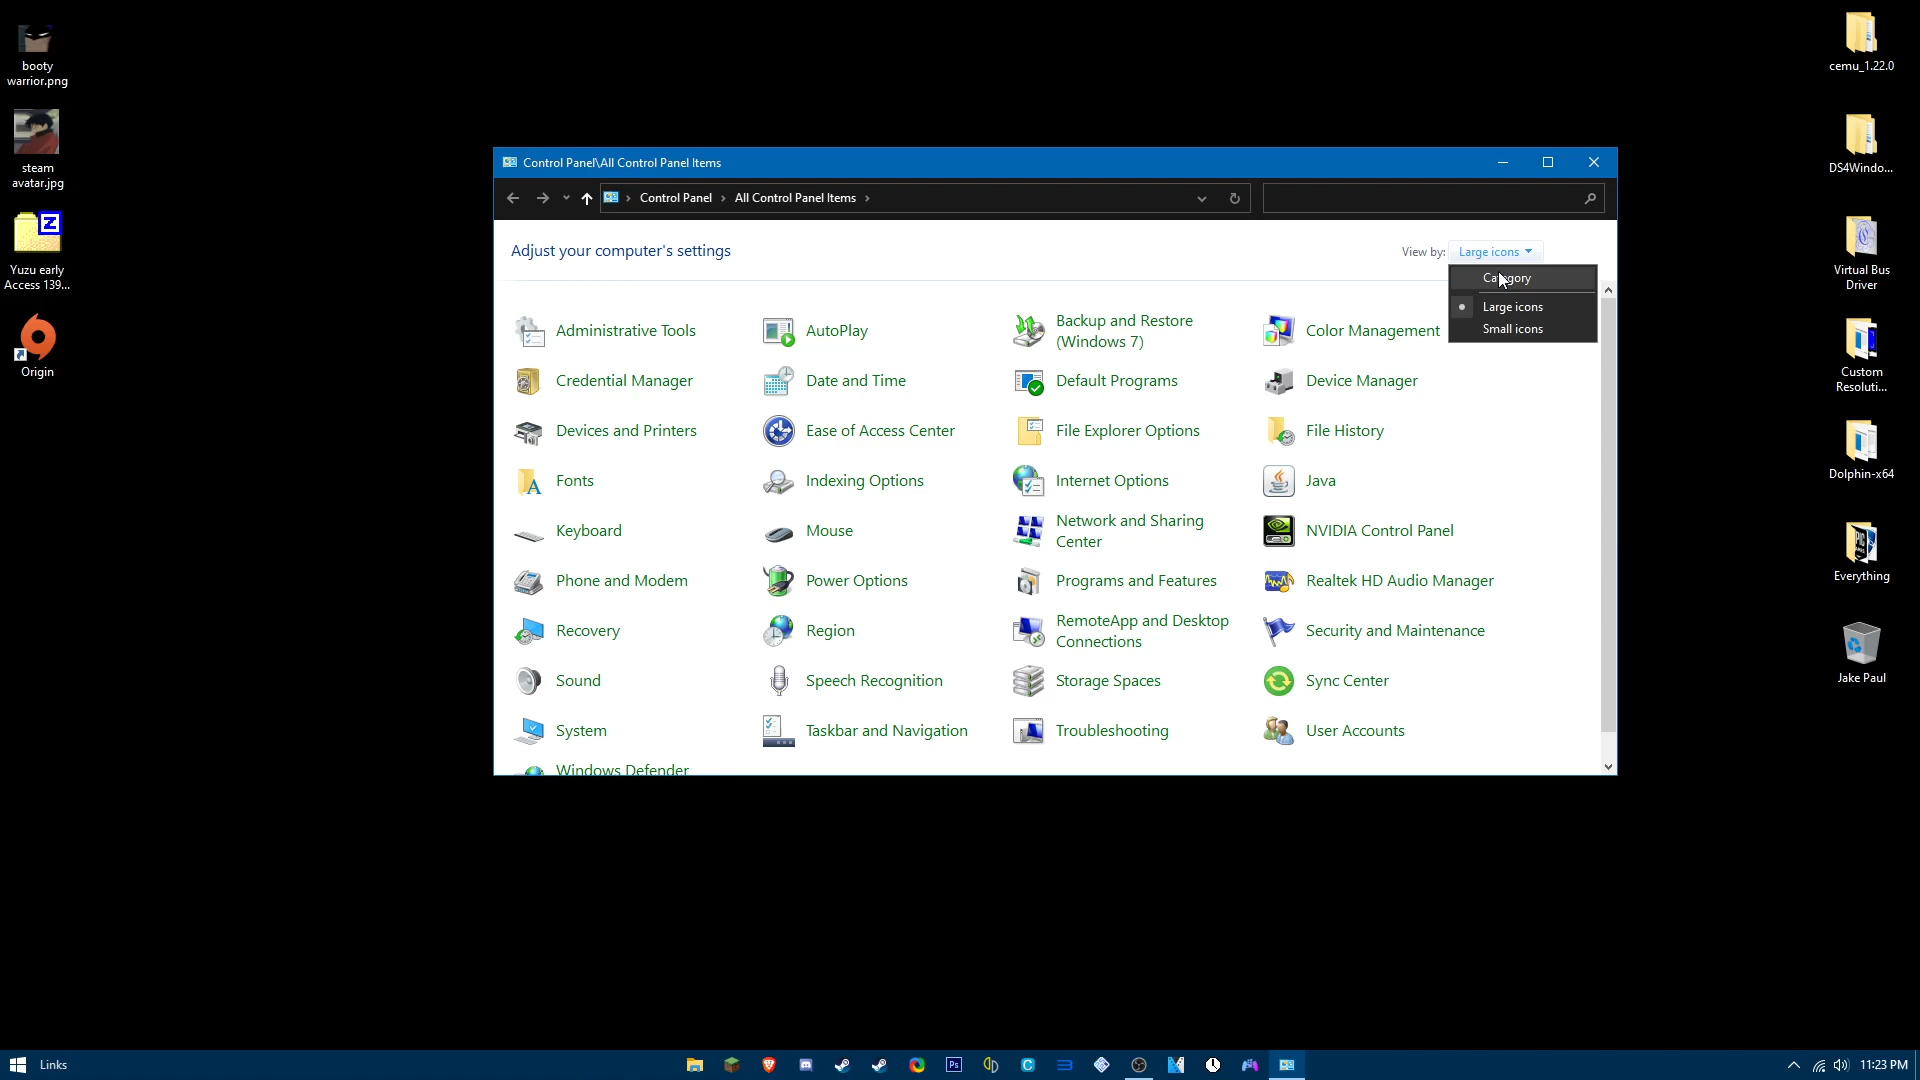 booty
warrior.png
steam
avatar.jpg
Z
Yuzu early
Access 139...
Origin
Control Panel\All Control Panel Items
Control Panel
All Control Panel Items
Adjust your computer's settings
View by:
Large icons
Category
Large icons
Small icons
Administrative Tools
AutoPlay
Backup and Restore
(Windows 7)
Color Management
Credential Manager
Date and Time
Default Programs
Device Manager
Devices and Printers
Ease of Access Center
File Explorer Options
File History
Fonts
Indexing Options
Internet Options
Java
Keyboard
Mouse
Network and Sharing
Center
NVIDIA Control Panel
Phone and Modem
Power Options
Programs and Features
Realtek HD Audio Manager
Recovery
Region
RemoteApp and Desktop
Connections
Security and Maintenance
Sound
Speech Recognition
Storage Spaces
Sync Center
System
Taskbar and Navigation
Troubleshooting
User Accounts
Windows Defender
cemu_1.22.0
DS4Windo...
Virtual Bus
Driver
Custom
Resoluti...
Dolphin-x64
Everything
Jake Paul
Links
Ps
11:23 PM